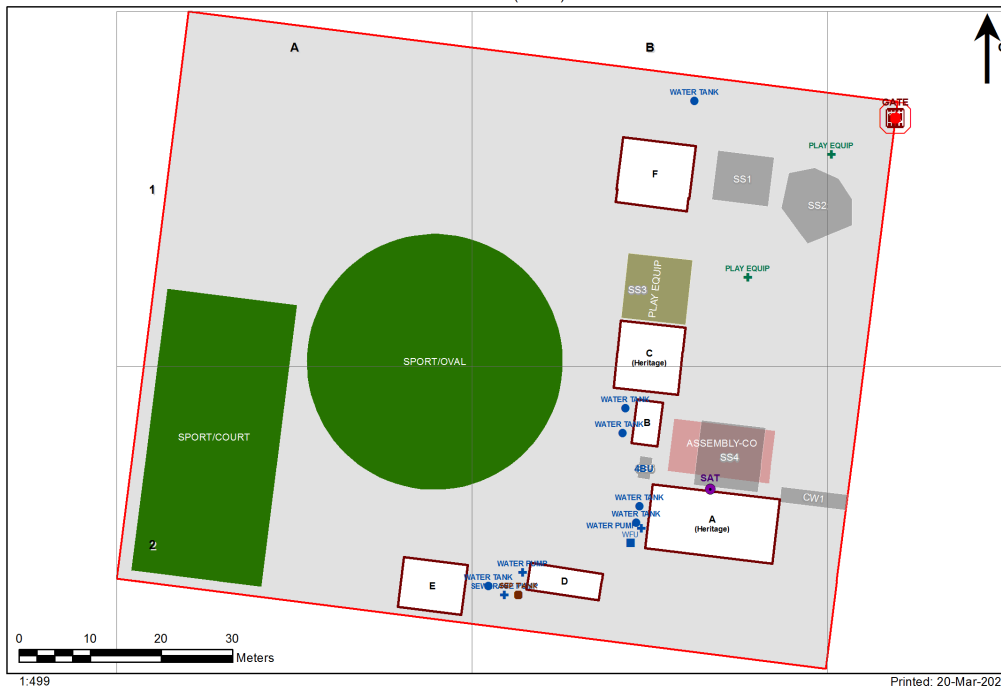 A
B
WATER TANK
GATE
PLAY EQUIP
F
SS1
1
SS2
PLAY EQUIP
SS3
PLAY EQUIP
C
(Heritage)
SPORT/OVAL
WATER TANK
B
WATER TANK
SPORT/COURT
ASSEMBLY-CO
SS4
4BU
SAT
CW1
WATER TANK
WATER TANK
A
(Heritage)
WATER PUMP
WFU
2
WATER PUMP
WATER TANK
SEWERAGE
D
E
0 10 20 30
Meters
1:499
Printed: 20-Mar-202